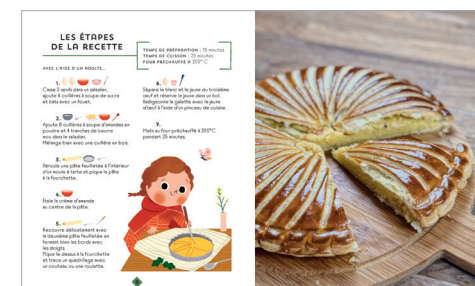 LES ÉTAPES
DE LA RECETTE
TEMPS DE PRÉPARATION : 15 minutes
TEMPS DE CUISSON : 25 minutes
FOUR PRÉCHAUFFÉ À 200° C
AVEC L'AIDE D'UN ADULTE...
1.
Casse 2 œufs dans un saladier,
ajoute 6 cuillères à soupe de sucre
et bats avec un fouet.
2.
Ajoute 8 cuillères à soupe d'amandes en
poudre et 4 tranches de beurre
mou dans le saladier.
Mélange bien avec une cuillère en bois.
3.
Déroule une pâte feuilletée à l'intérieur
d'un moule à tarte et pique la pâte
à la fourchette.
4.
Étale la crème d'amande
au centre de la pâte.
5.
Recouvre délicatement avec
la deuxième pâte feuilletée en
fermant bien les bords avec
les doigts.
Pique le dessus à la fourchette
et trace un quadrillage avec
un couteau ou une roulette.
6.
Sépare le blanc et le jaune du troisième
œuf et réserve le jaune dans un bol.
Badigeonne la galette avec le jaune
d'œuf à l'aide d'un pinceau de cuisine.
7.
Mets au four préchauffé à 200°C
pendant 25 minutes.